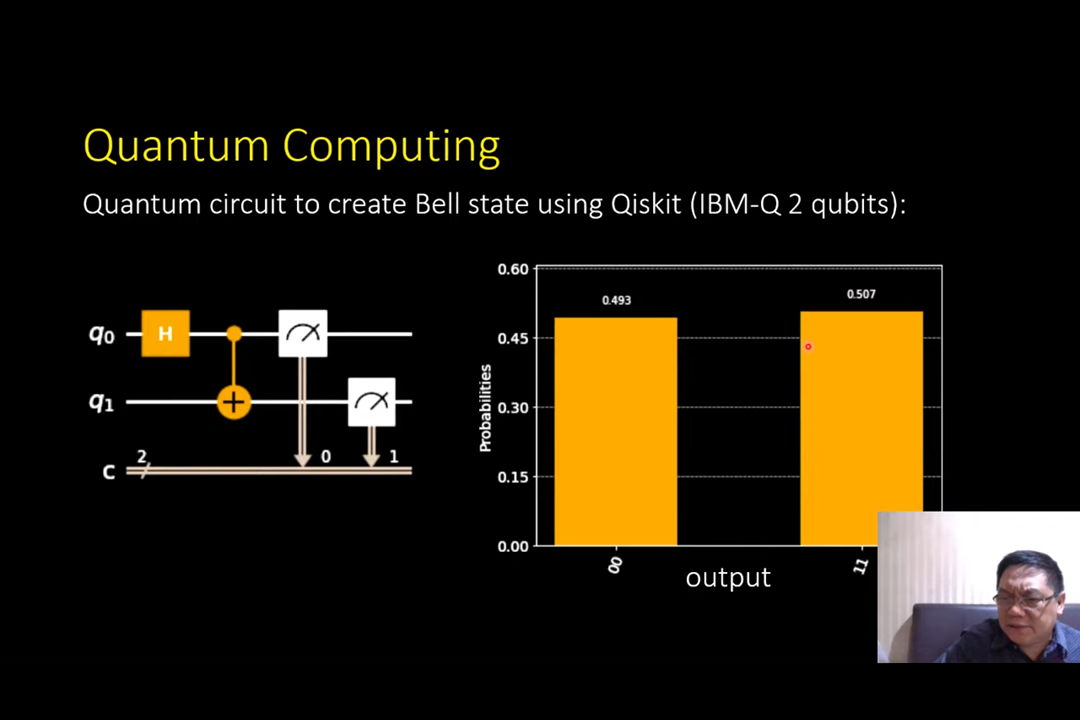 Quantum Computing
Quantum circuit to create Bell state using Qiskit (IBM-Q 2 qubits):
q0
H
q1
c
2
0
1
Probabilities
0.60
0.45
0.30
0.15
0.00
0.493
0.507
00
11
output